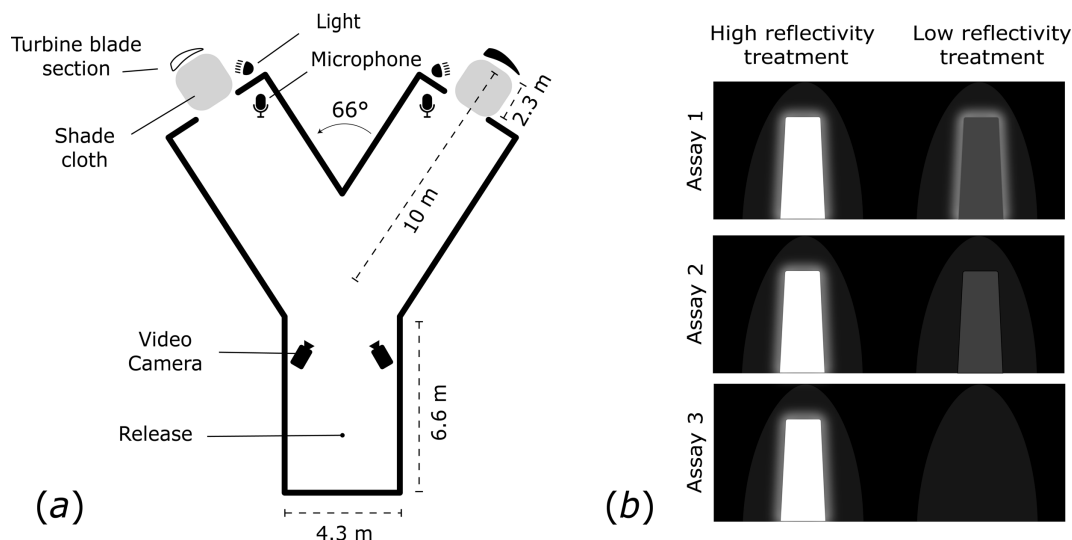 Turbine blade
section
Light
Microphone
Shade
cloth
66°
2.3 m
10 m
Video
Camera
Release
6.6 m
4.3 m
(a)
High reflectivity
treatment
Low reflectivity
treatment
Assay 1
Assay 2
Assay 3
(b)